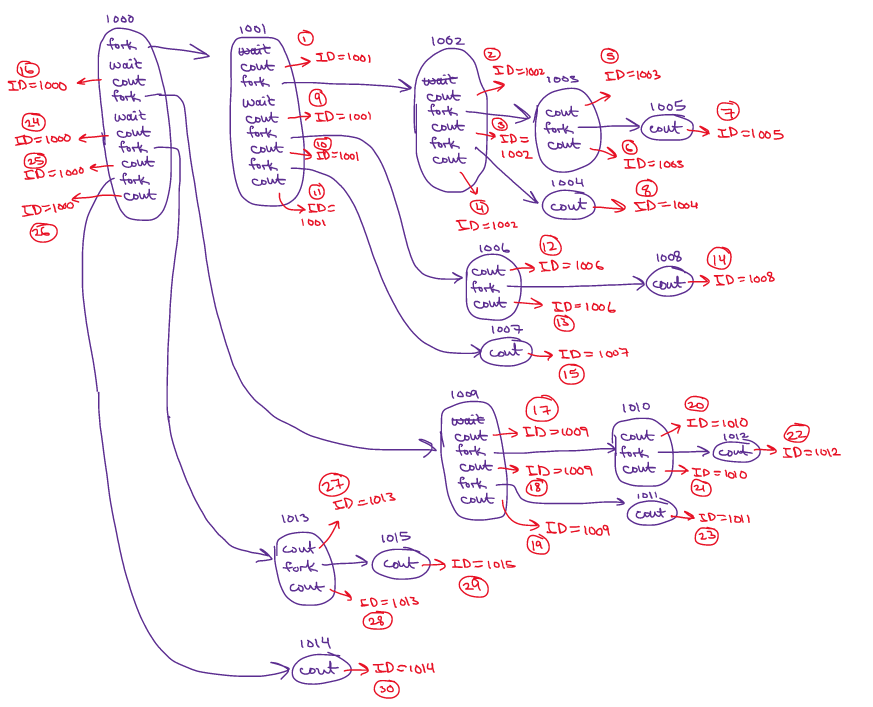 1000
fork
wait
cout
fork
wait
cout
fork
cout
fork
cout
16
ID=1000
24
ID=1000
25
ID=1000
ID=1000
26
1001
wait
cout
fork
wait
cout
fork
cout
fork
cout
1
ID=1001
9
ID=1001
10
ID=1001
11
ID=
1001
1002
wait
cout
fork
cout
fork
cout
2
ID=1002
3
ID=
1002
4
ID=1002
1003
cout
fork
cout
5
ID=1003
6
ID=1003
1005
cout
7
ID=1005
1004
cout
8
ID=1004
1006
cout
fork
cout
12
ID=1006
ID=1006
13
1008
cout
14
ID=1008
1007
cout
ID=1007
15
1009
wait
cout
fork
cout
fork
cout
17
ID=1009
ID=1009
18
ID=1009
19
1010
cout
fork
cout
20
ID=1010
ID=1010
21
1012
cout
22
ID=1012
1011
cout
ID=1011
23
1013
cout
fork
cout
27
ID=1013
ID=1013
28
1015
cout
ID=1015
29
1014
cout
ID=1014
30